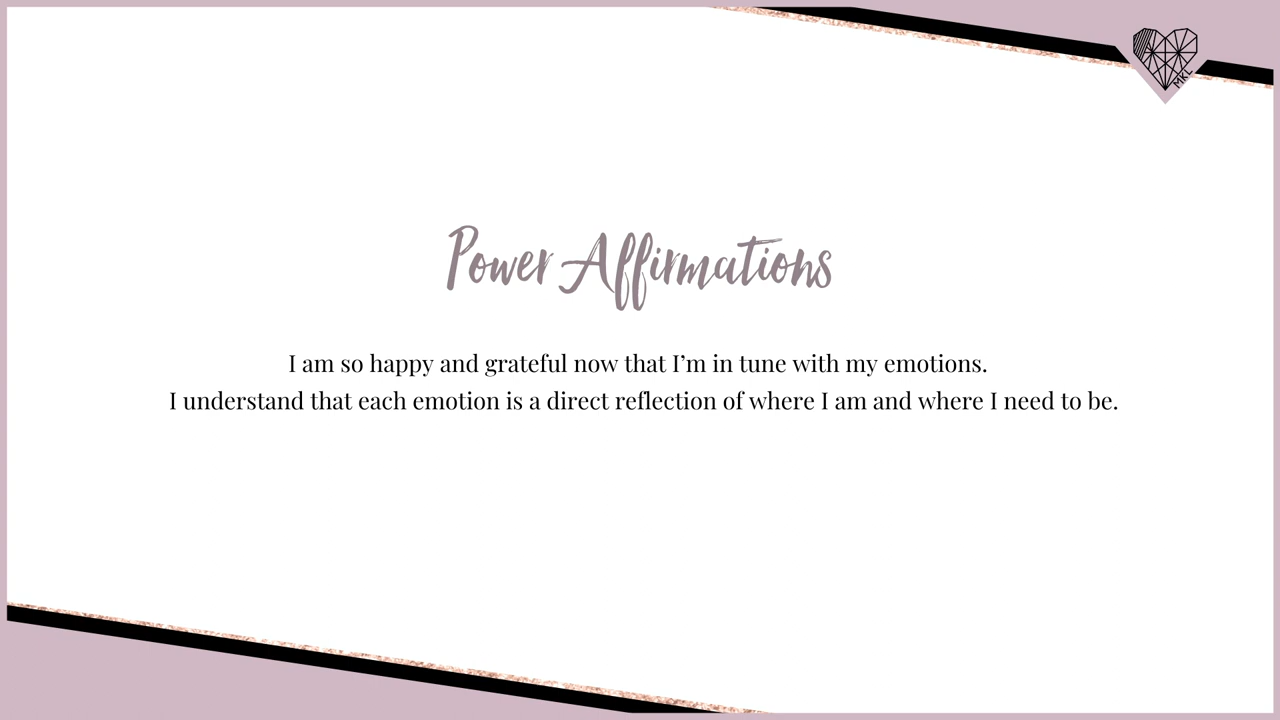 MKL
Power Affirmations
I am so happy and grateful now that I’m in tune with my emotions.
I understand that each emotion is a direct reflection of where I am and where I need to be.